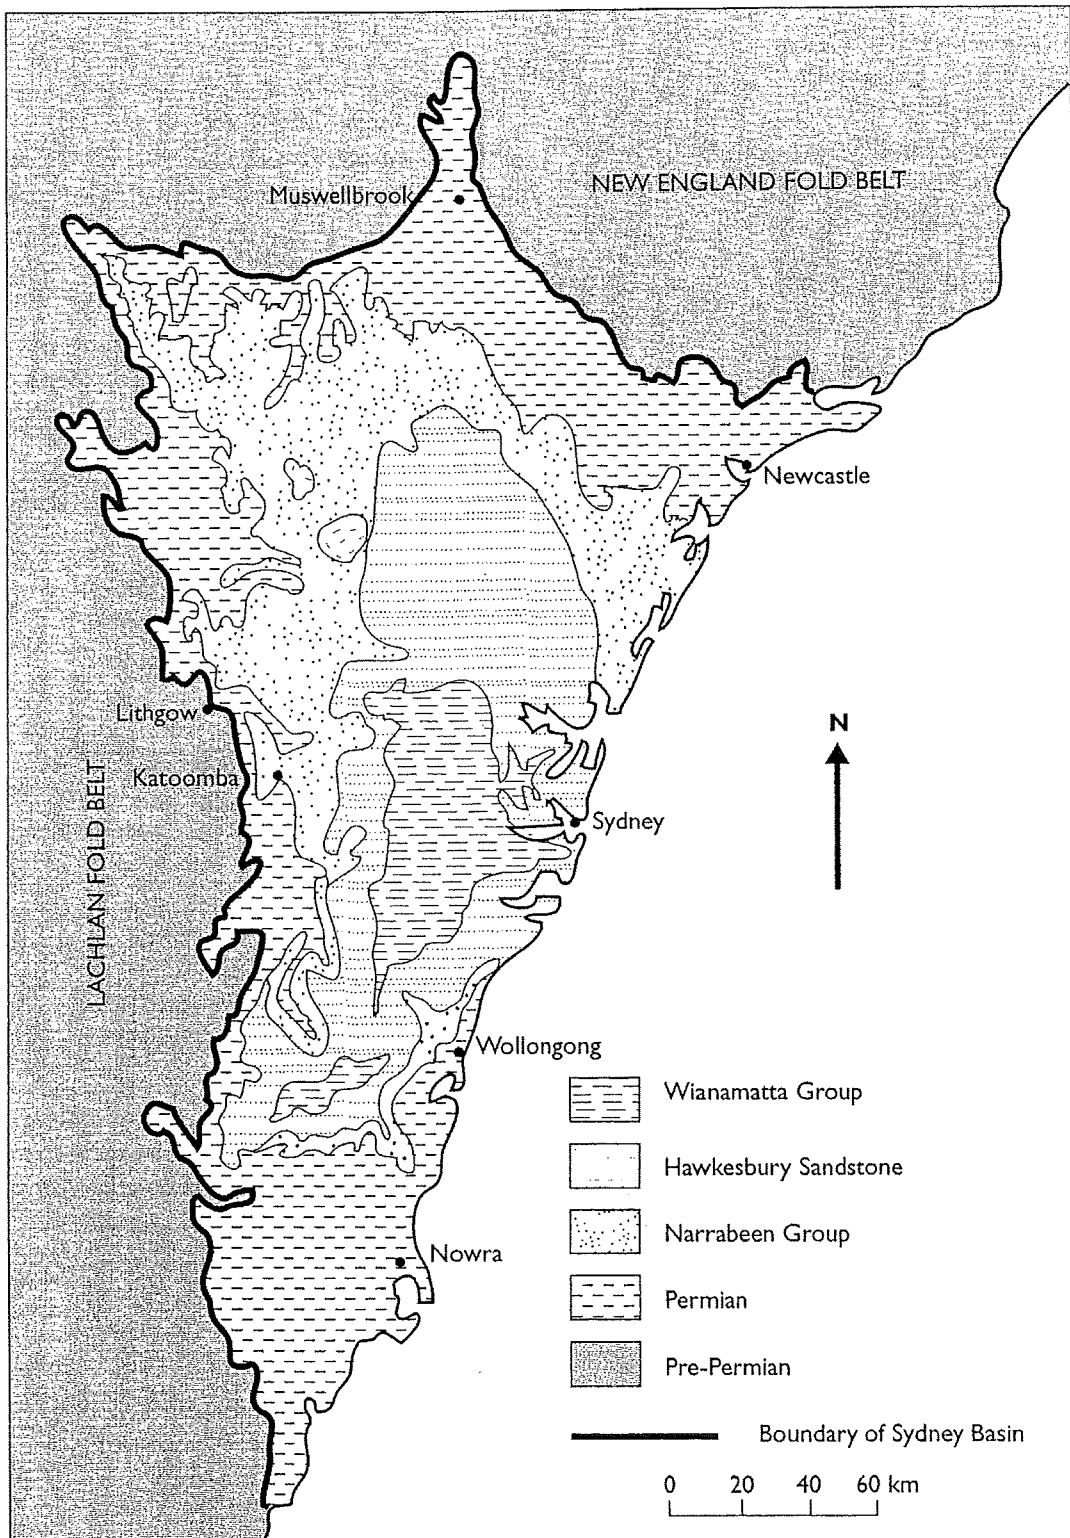 Muswellbrook
NEW ENGLAND FOLD BELT
Newcastle
Lithgow
N
Katoomba
LACHLAN FOLD BELT
Sydney
Wollongong
Wianamatta Group
Hawkesbury Sandstone
Narrabeen Group
Nowra
Permian
Pre-Permian
Boundary of Sydney Basin
0 20 40 60 km